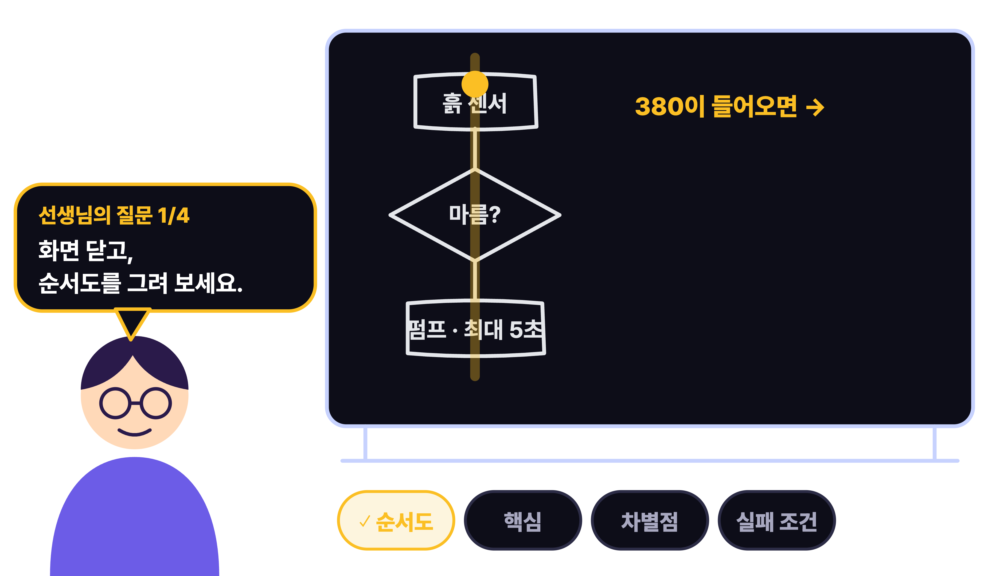 선생님의 질문 1/4
화면 닫고,
순서도를 그려 보세요.
흙 센서
380이 들어오면 →
마름?
펌프 · 최대 5초
✓ 순서도
핵심
차별점
실패 조건